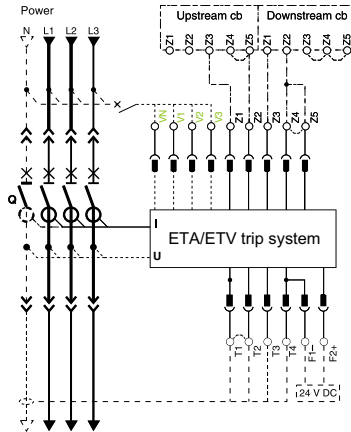 Power
Upstream cb
Downstream cb
N
L1
L2
L3
Z1
Z2
Z3
Z4
Z5
Z1
Z2
Z3
Z4
Z5
VN
V1
V2
V3
Z1
Z2
Z3
Z4
Z5
Q
I
U
ETA/ETV trip system
T1
T2
T3
T4
F1−
F2+
24 V DC